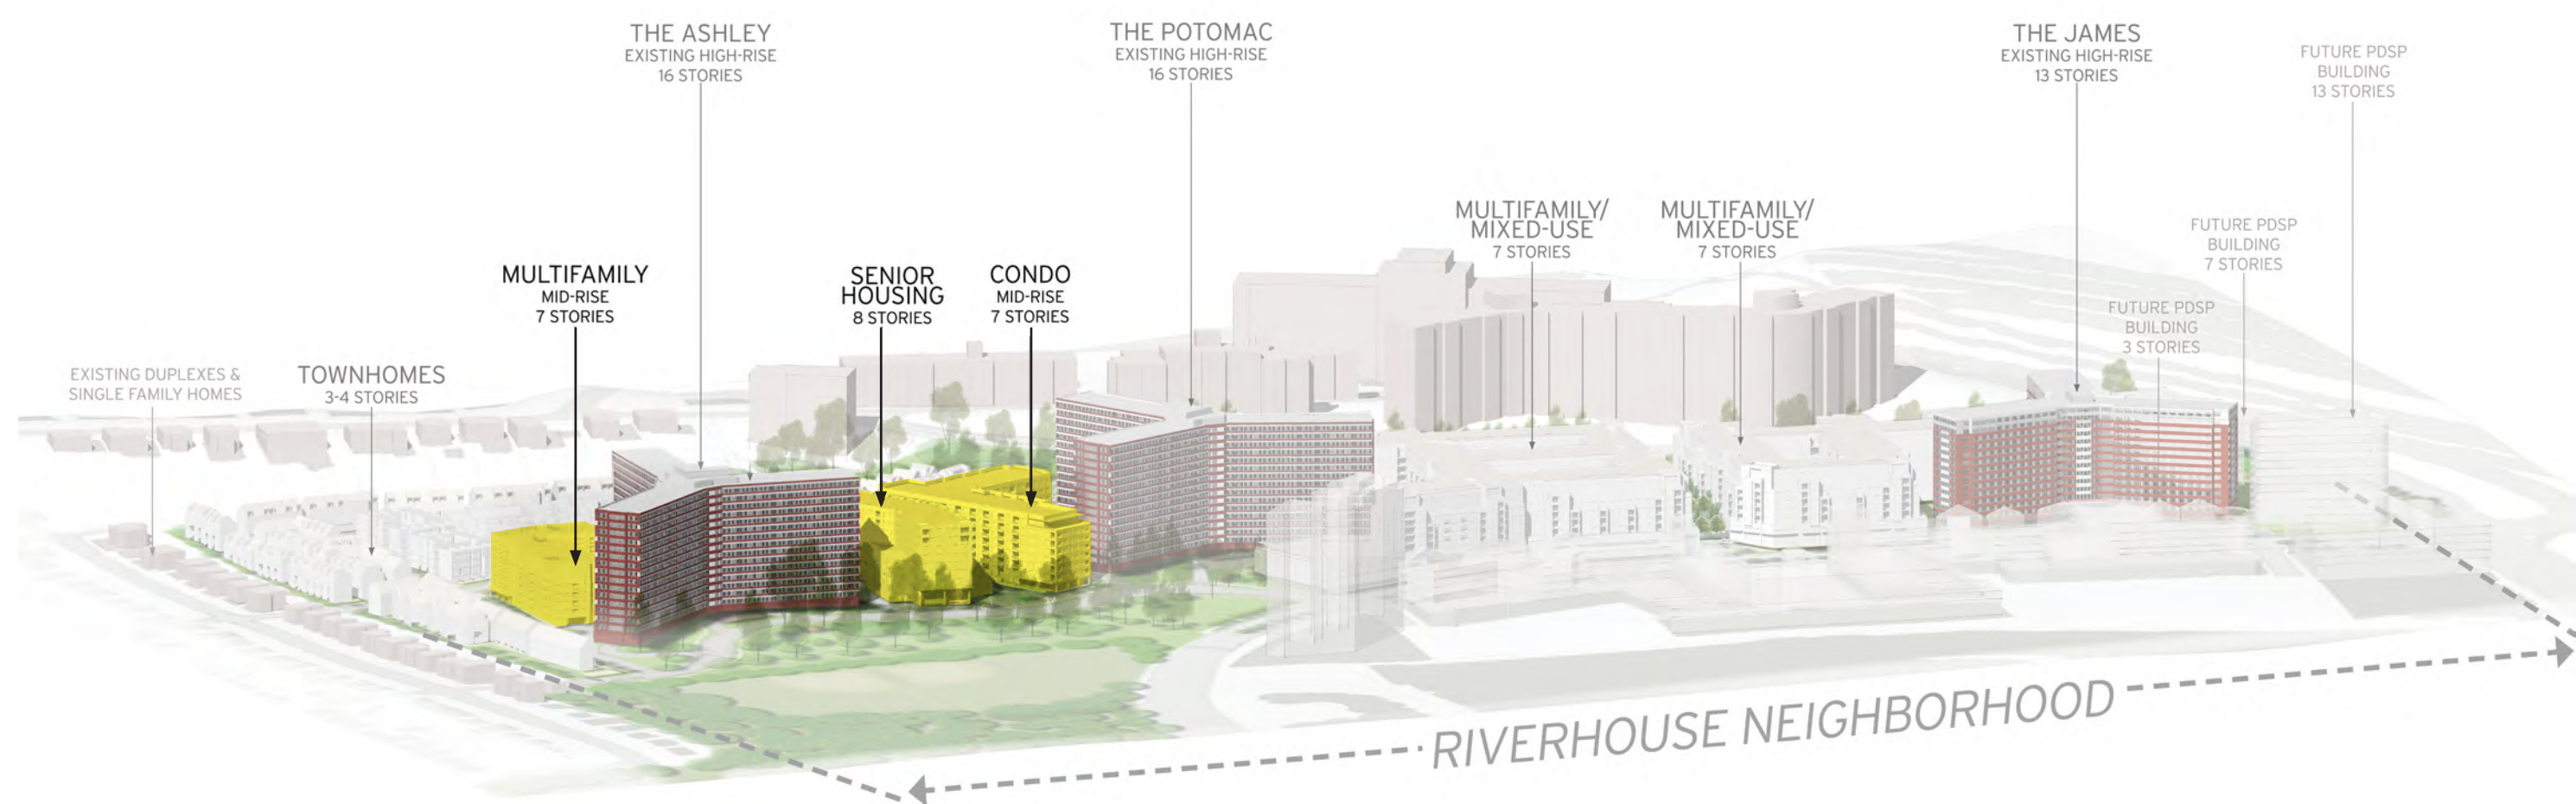 THE ASHLEY
EXISTING HIGH-RISE
16 STORIES
THE POTOMAC
EXISTING HIGH-RISE
16 STORIES
THE JAMES
EXISTING HIGH-RISE
13 STORIES
FUTURE PDSP
BUILDING
13 STORIES
MULTIFAMILY/
MIXED-USE
7 STORIES
MULTIFAMILY/
MIXED-USE
7 STORIES
FUTURE PDSP
BUILDING
7 STORIES
MULTIFAMILY
MID-RISE
7 STORIES
SENIOR
HOUSING
8 STORIES
CONDO
MID-RISE
7 STORIES
FUTURE PDSP
BUILDING
3 STORIES
EXISTING DUPLEXES &
SINGLE FAMILY HOMES
TOWNHOMES
3-4 STORIES
RIVERHOUSE NEIGHBORHOOD